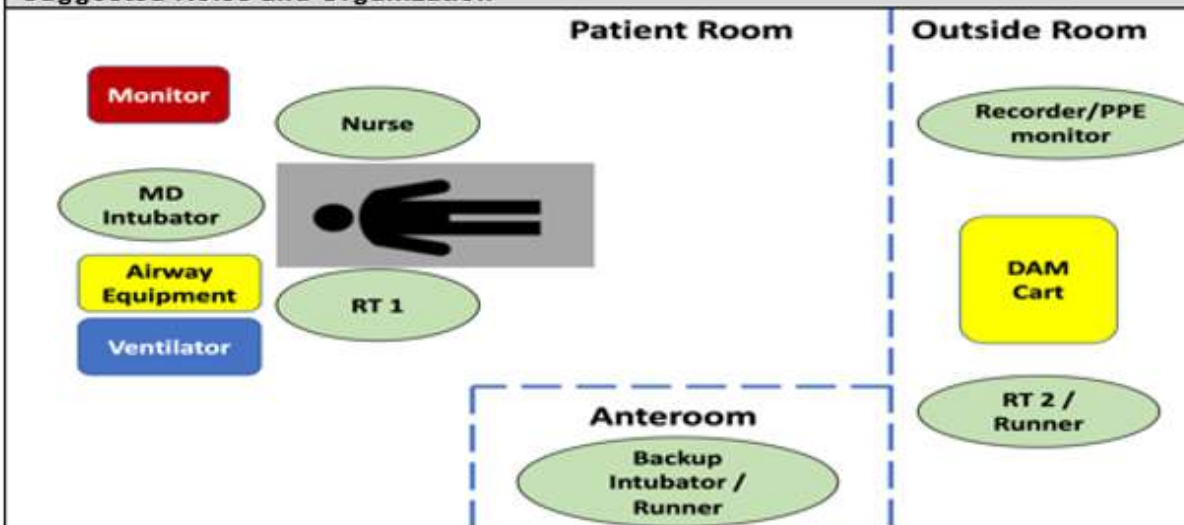 Patient Room
Outside Room
Monitor
Nurse
Recorder/PPE
monitor
MD
Intubator
Airway
Equipment
DAM
Cart
RT 1
Ventilator
RT 2 /
Runner
Anteroom
Backup
Intubator /
Runner